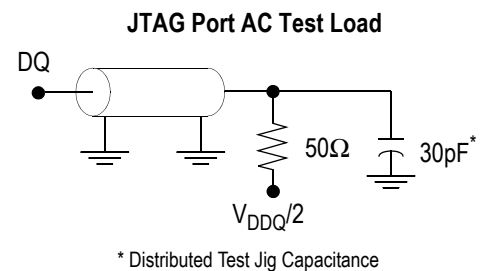 JTAG Port AC Test Load
DQ
50Ω
30pF*
VDDQ/2
* Distributed Test Jig Capacitance